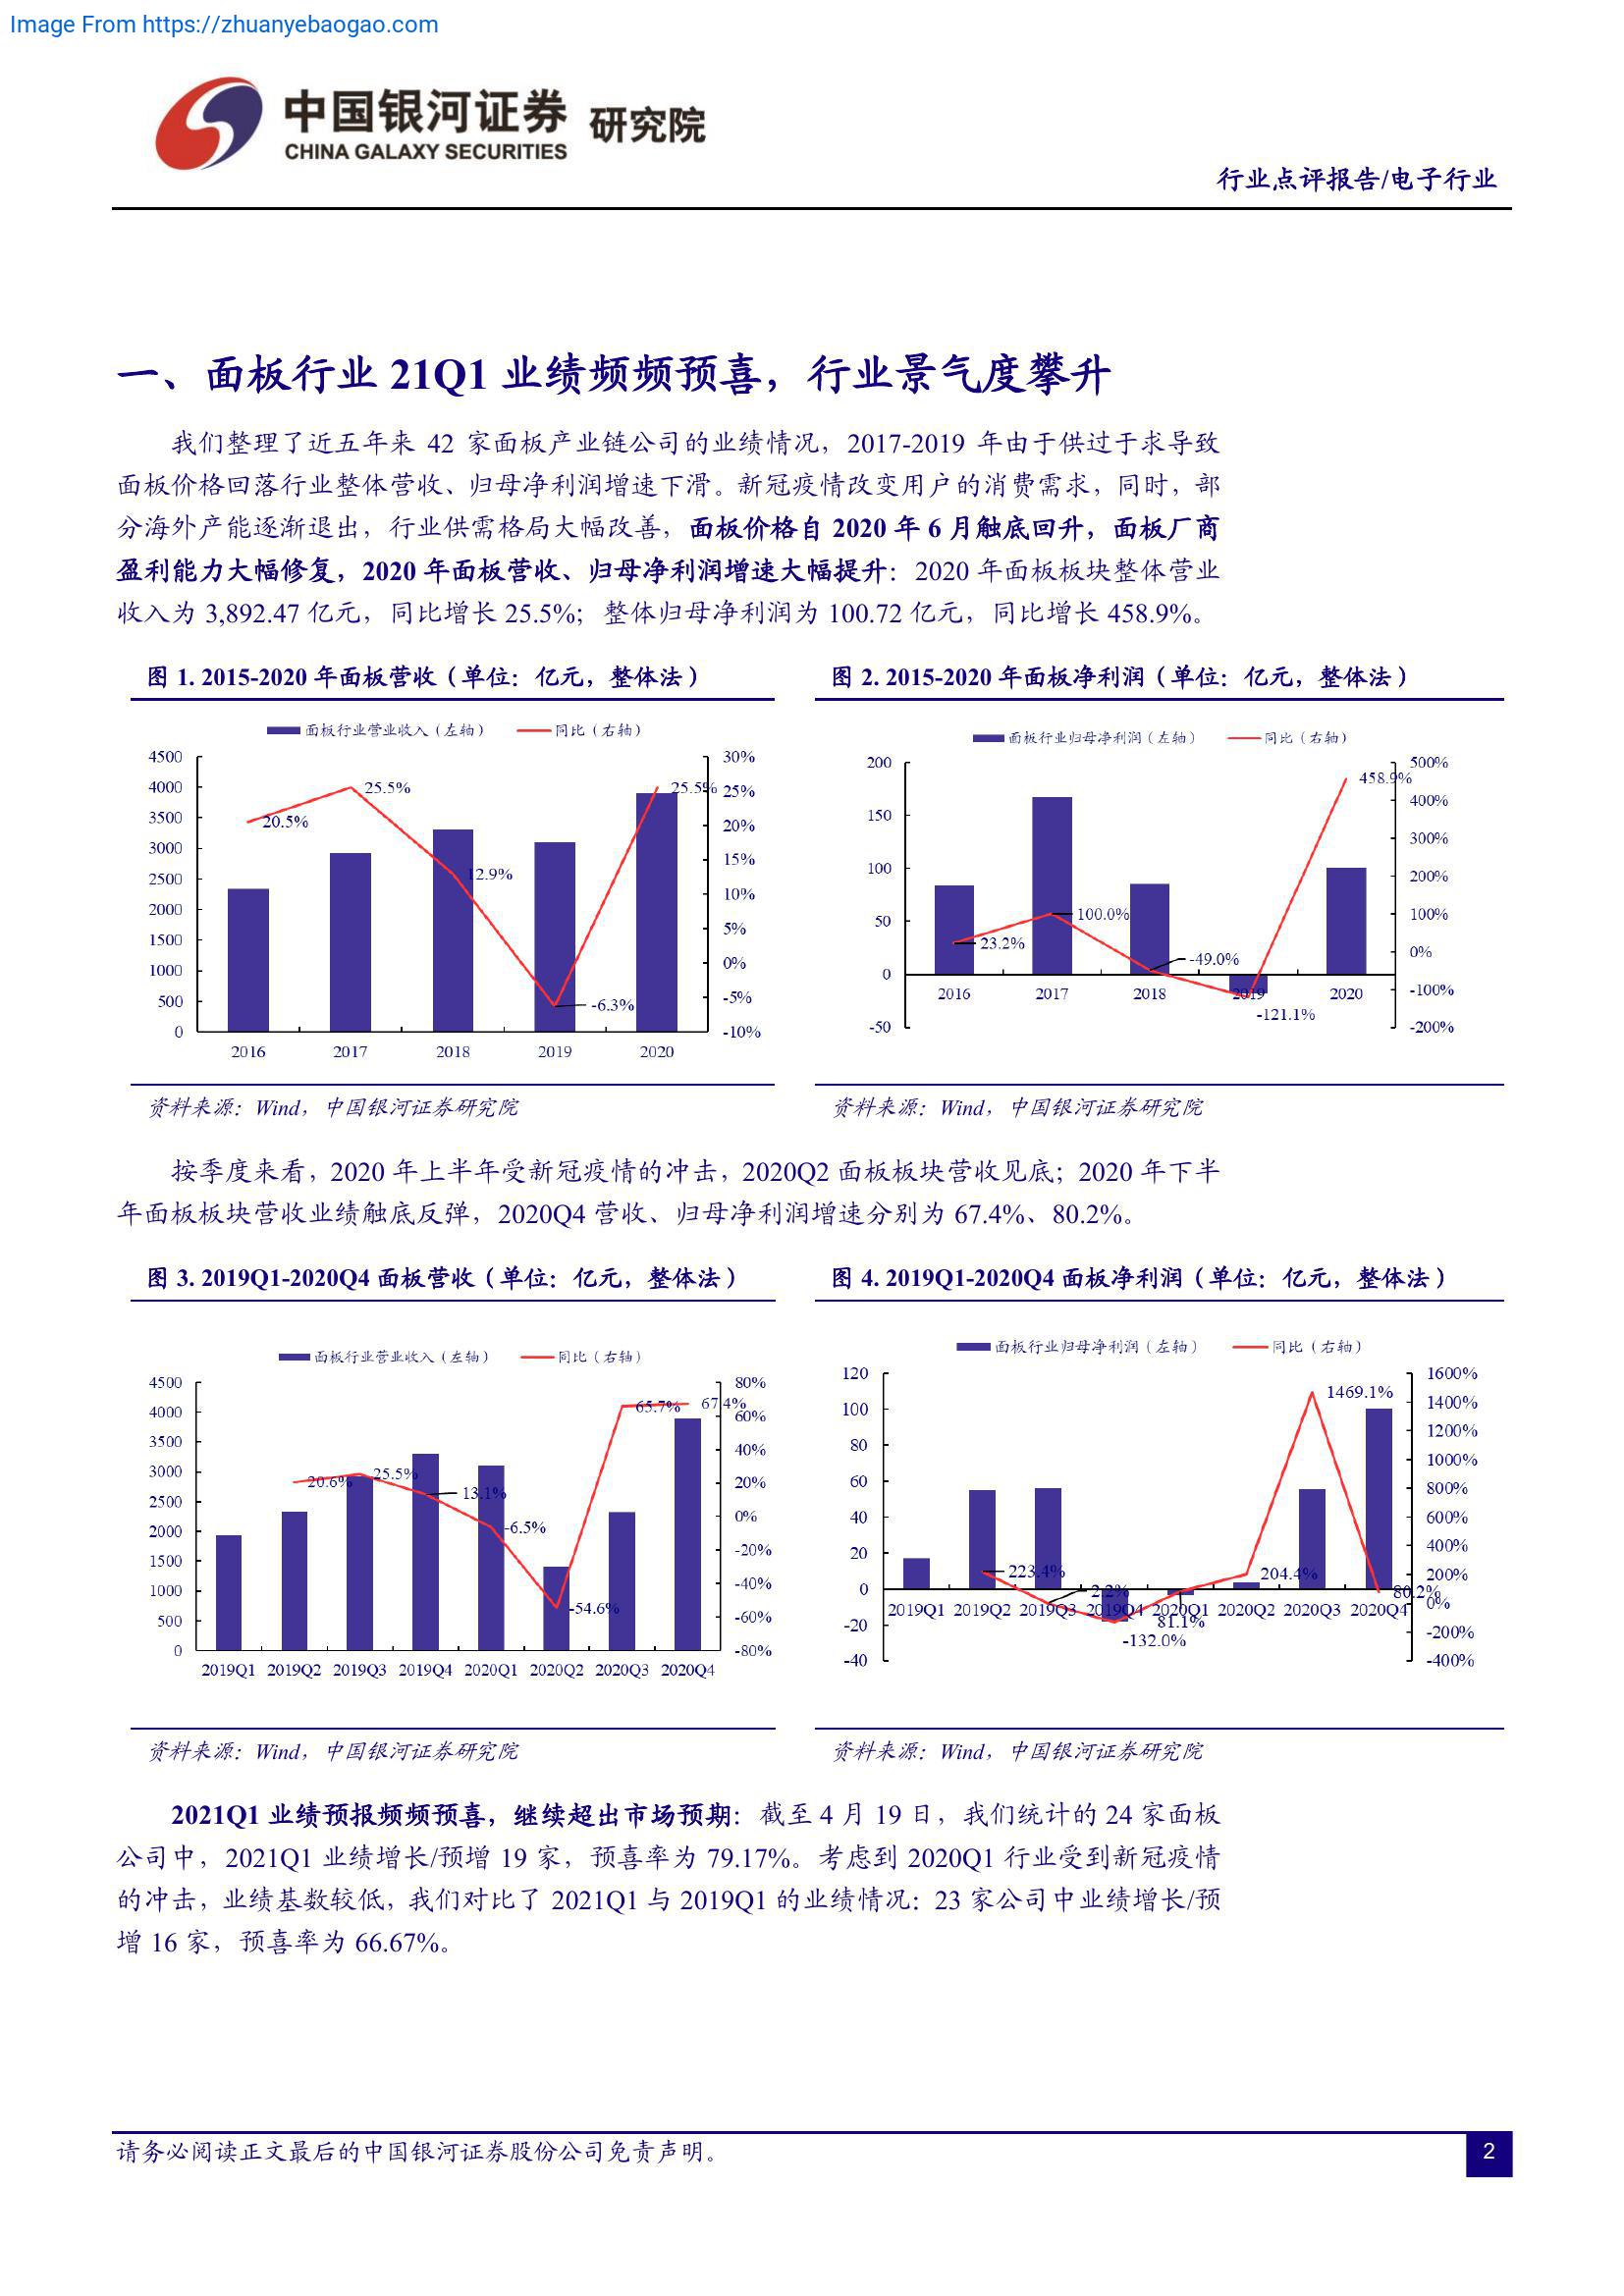 Image From https://zhuanyebaogao.com
中国银河证券 研究院
CHINA GALAXY SECURITIES
行业点评报告/电子行业
一、面板行业 21Q1 业绩频频预喜，行业景气度攀升
我们整理了近五年来 42 家面板产业链公司的业绩情况，2017-2019 年由于供过于求导致
面板价格回落行业整体营收、归母净利润增速下滑。新冠疫情改变用户的消费需求，同时，部
分海外产能逐渐退出，行业供需格局大幅改善，面板价格自 2020 年 6 月触底回升，面板厂商
盈利能力大幅修复，2020 年面板营收、归母净利润增速大幅提升：2020 年面板板块整体营业
收入为 3,892.47 亿元，同比增长 25.5%；整体归母净利润为 100.72 亿元，同比增长 458.9%。
图 1. 2015-2020 年面板营收（单位：亿元，整体法）
面板行业营业收入（左轴） 同比（右轴）
4500
4000
3500
3000
2500
2000
1500
1000
500
0
30%
25%
20%
15%
10%
5%
0%
-5%
-10%
20.5%
25.5%
12.9%
-6.3%
25.5%
2016 2017 2018 2019 2020
资料来源：Wind，中国银河证券研究院
图 2. 2015-2020 年面板净利润（单位：亿元，整体法）
面板行业归母净利润（左轴） 同比（右轴）
200
150
100
50
0
-50
500%
400%
300%
200%
100%
0%
-100%
-200%
23.2%
100.0%
-49.0%
-121.1%
458.9%
2016 2017 2018 2019 2020
资料来源：Wind，中国银河证券研究院
按季度来看，2020 年上半年受新冠疫情的冲击，2020Q2 面板板块营收见底；2020 年下半
年面板板块营收业绩触底反弹，2020Q4 营收、归母净利润增速分别为 67.4%、80.2%。
图 3. 2019Q1-2020Q4 面板营收（单位：亿元，整体法）
面板行业营业收入（左轴） 同比（右轴）
4500
4000
3500
3000
2500
2000
1500
1000
500
0
80%
60%
40%
20%
0%
-20%
-40%
-60%
-80%
20.6%
25.5%
13.1%
-6.5%
-54.6%
65.7%
67.4%
2019Q1 2019Q2 2019Q3 2019Q4 2020Q1 2020Q2 2020Q3 2020Q4
资料来源：Wind，中国银河证券研究院
图 4. 2019Q1-2020Q4 面板净利润（单位：亿元，整体法）
面板行业归母净利润（左轴） 同比（右轴）
120
100
80
60
40
20
0
-20
-40
1600%
1400%
1200%
1000%
800%
600%
400%
200%
0%
-200%
-400%
223.4%
2.2%
-132.0%
81.1%
204.4%
1469.1%
80.2%
2019Q1 2019Q2 2019Q3 2019Q4 2020Q1 2020Q2 2020Q3 2020Q4
资料来源：Wind，中国银河证券研究院
2021Q1 业绩预报频频预喜，继续超出市场预期：截至 4 月 19 日，我们统计的 24 家面板
公司中，2021Q1 业绩增长/预增 19 家，预喜率为 79.17%。考虑到 2020Q1 行业受到新冠疫情
的冲击，业绩基数较低，我们对比了 2021Q1 与 2019Q1 的业绩情况：23 家公司中业绩增长/预
增 16 家，预喜率为 66.67%。
请务必阅读正文最后的中国银河证券股份公司免责声明。
2